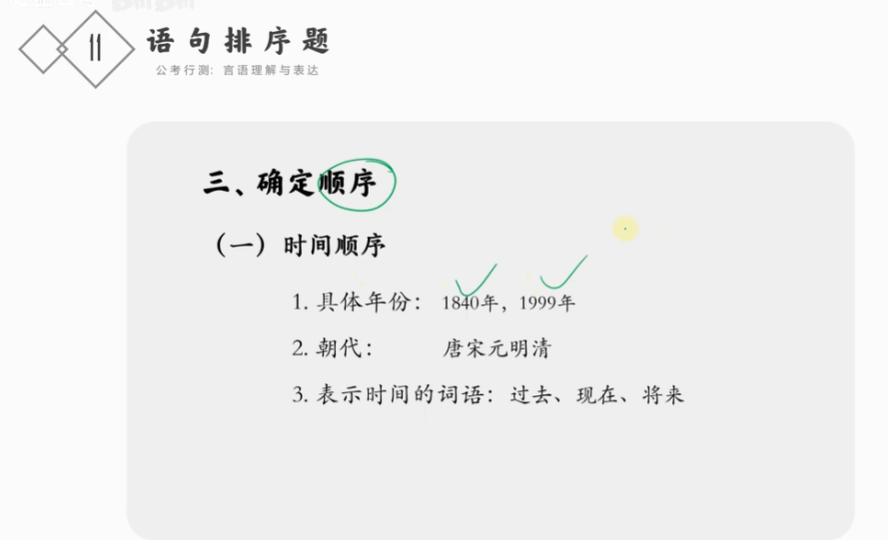 11
语句排序题
公考行测：言语理解与表达
三、确定顺序
（一）时间顺序
1. 具体年份： 1840年，1999年
2. 朝代： 唐宋元明清
3. 表示时间的词语：过去、现在、将来